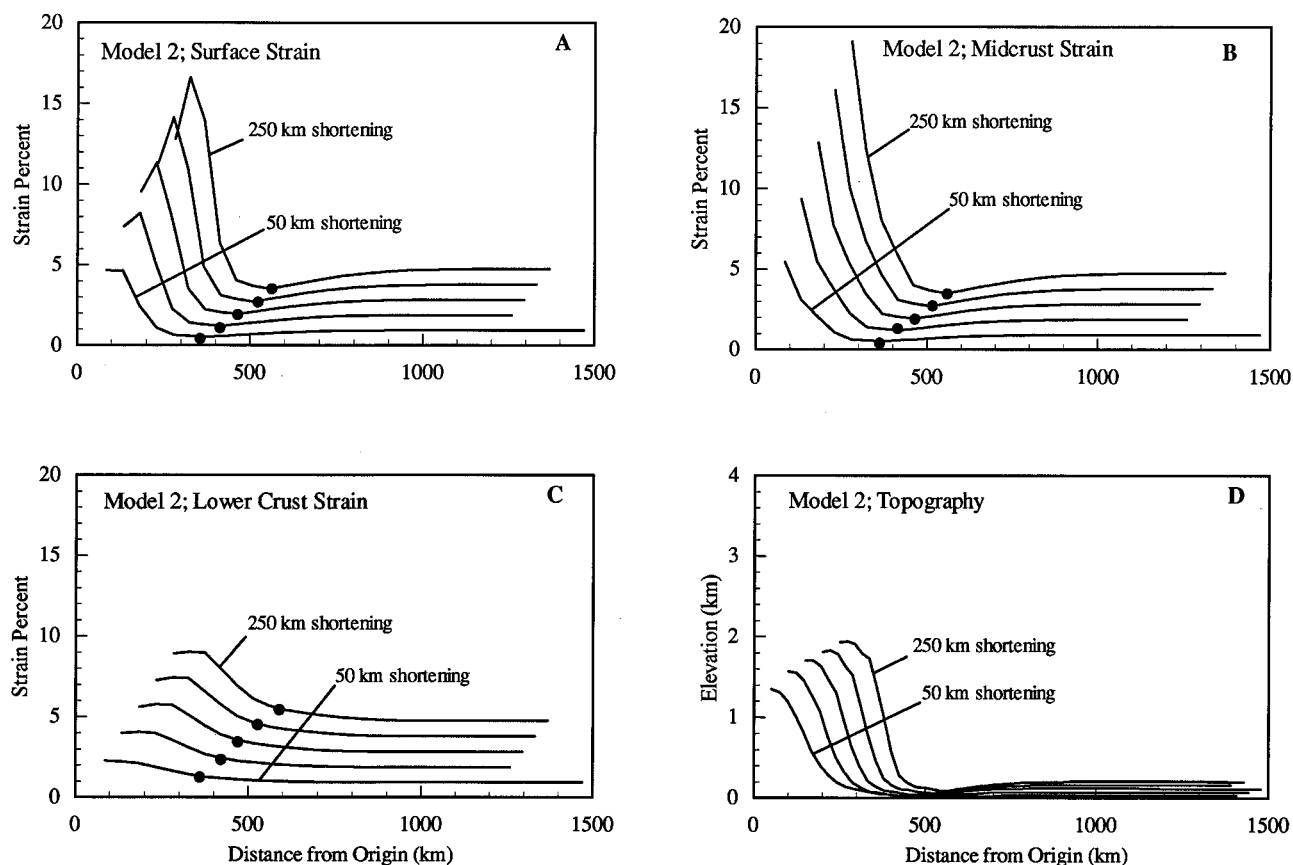 Model 2; Surface Strain
A
20
15
10
5
0
Strain Percent
250 km shortening
50 km shortening
0
500
1000
1500
Model 2; Midcrust Strain
B
20
15
10
5
0
Strain Percent
250 km shortening
50 km shortening
0
500
1000
1500
Model 2; Lower Crust Strain
C
20
15
10
5
0
Strain Percent
250 km shortening
50 km shortening
0
500
1000
1500
Distance from Origin (km)
Model 2; Topography
D
4
3
2
1
0
Elevation (km)
250 km shortening
50 km shortening
0
500
1000
1500
Distance from Origin (km)